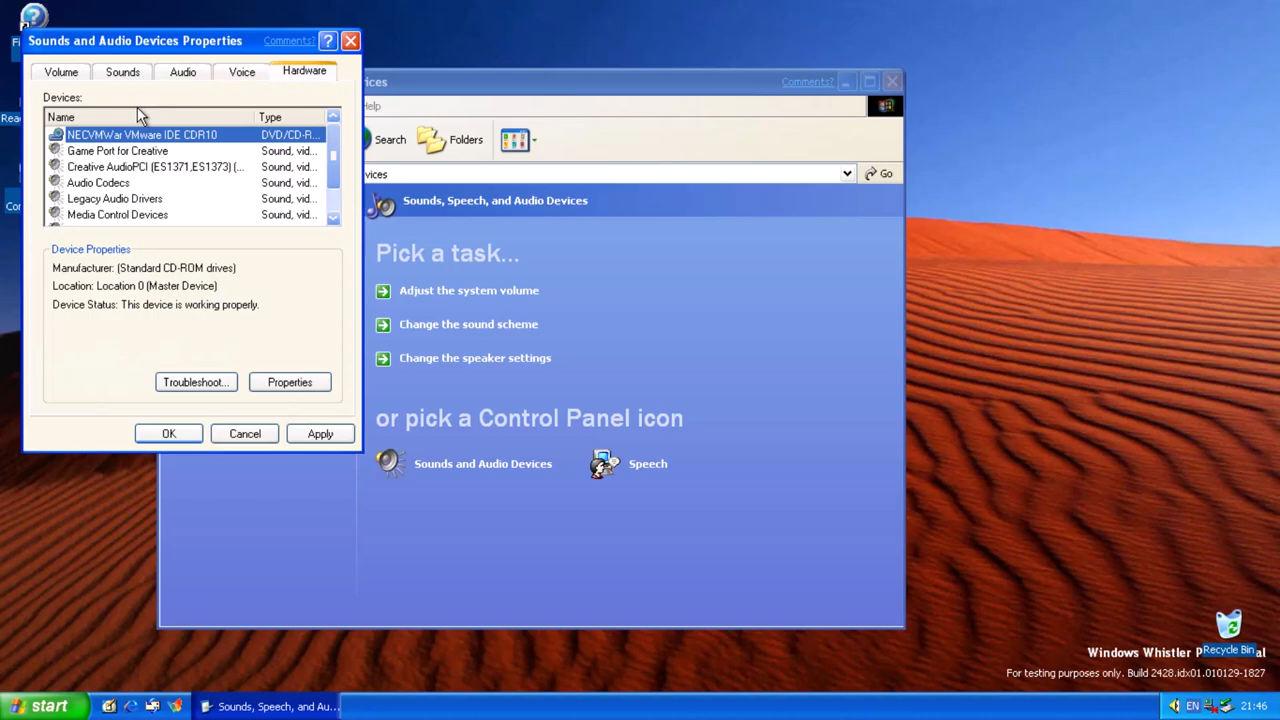 Sounds and Audio Devices Properties
Comments?
Volume
Sounds
Audio
Voice
Hardware
Devices:
Name
Type
NECVMWar VMware IDE CDR10
DVD/CD-R...
Game Port for Creative
Sound, vid...
Creative AudioPCI (ES1371,ES1373) (...
Sound, vid...
Audio Codecs
Sound, vid...
Legacy Audio Drivers
Sound, vid...
Media Control Devices
Sound, vid...
Device Properties
Manufacturer: (Standard CD-ROM drives)
Location: Location 0 (Master Device)
Device Status: This device is working properly.
Troubleshoot...
Properties
OK
Cancel
Apply
ices
Comments?
Help
Search
Folders
vices
Go
Sounds, Speech, and Audio Devices
Pick a task...
Adjust the system volume
Change the sound scheme
Change the speaker settings
or pick a Control Panel icon
Sounds and Audio Devices
Speech
Recycle Bin
Windows Whistler P
al
For testing purposes only. Build 2428.idx01.010129-1827
start
Sounds, Speech, and Au...
EN
21:46